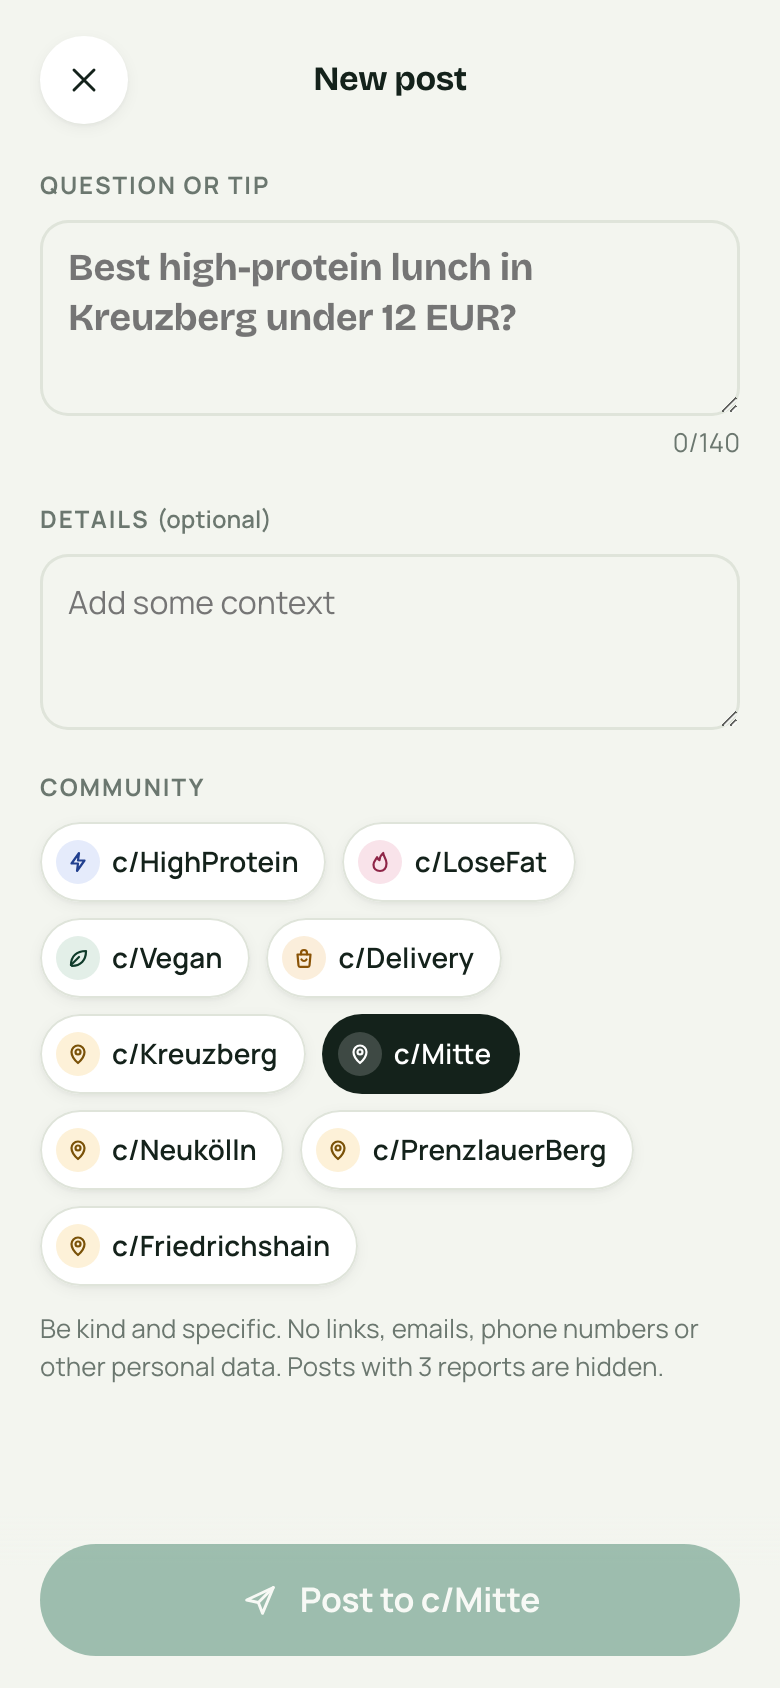 New post
QUESTION OR TIP
Best high-protein lunch in
Kreuzberg under 12 EUR?
0/140
DETAILS (optional)
Add some context
COMMUNITY
c/HighProtein c/LoseFat
c/Vegan c/Delivery
c/Kreuzberg c/Mitte
c/Neukölln c/PrenzlauerBerg
c/Friedrichshain
Be kind and specific. No links, emails, phone numbers or
other personal data. Posts with 3 reports are hidden.
Post to c/Mitte